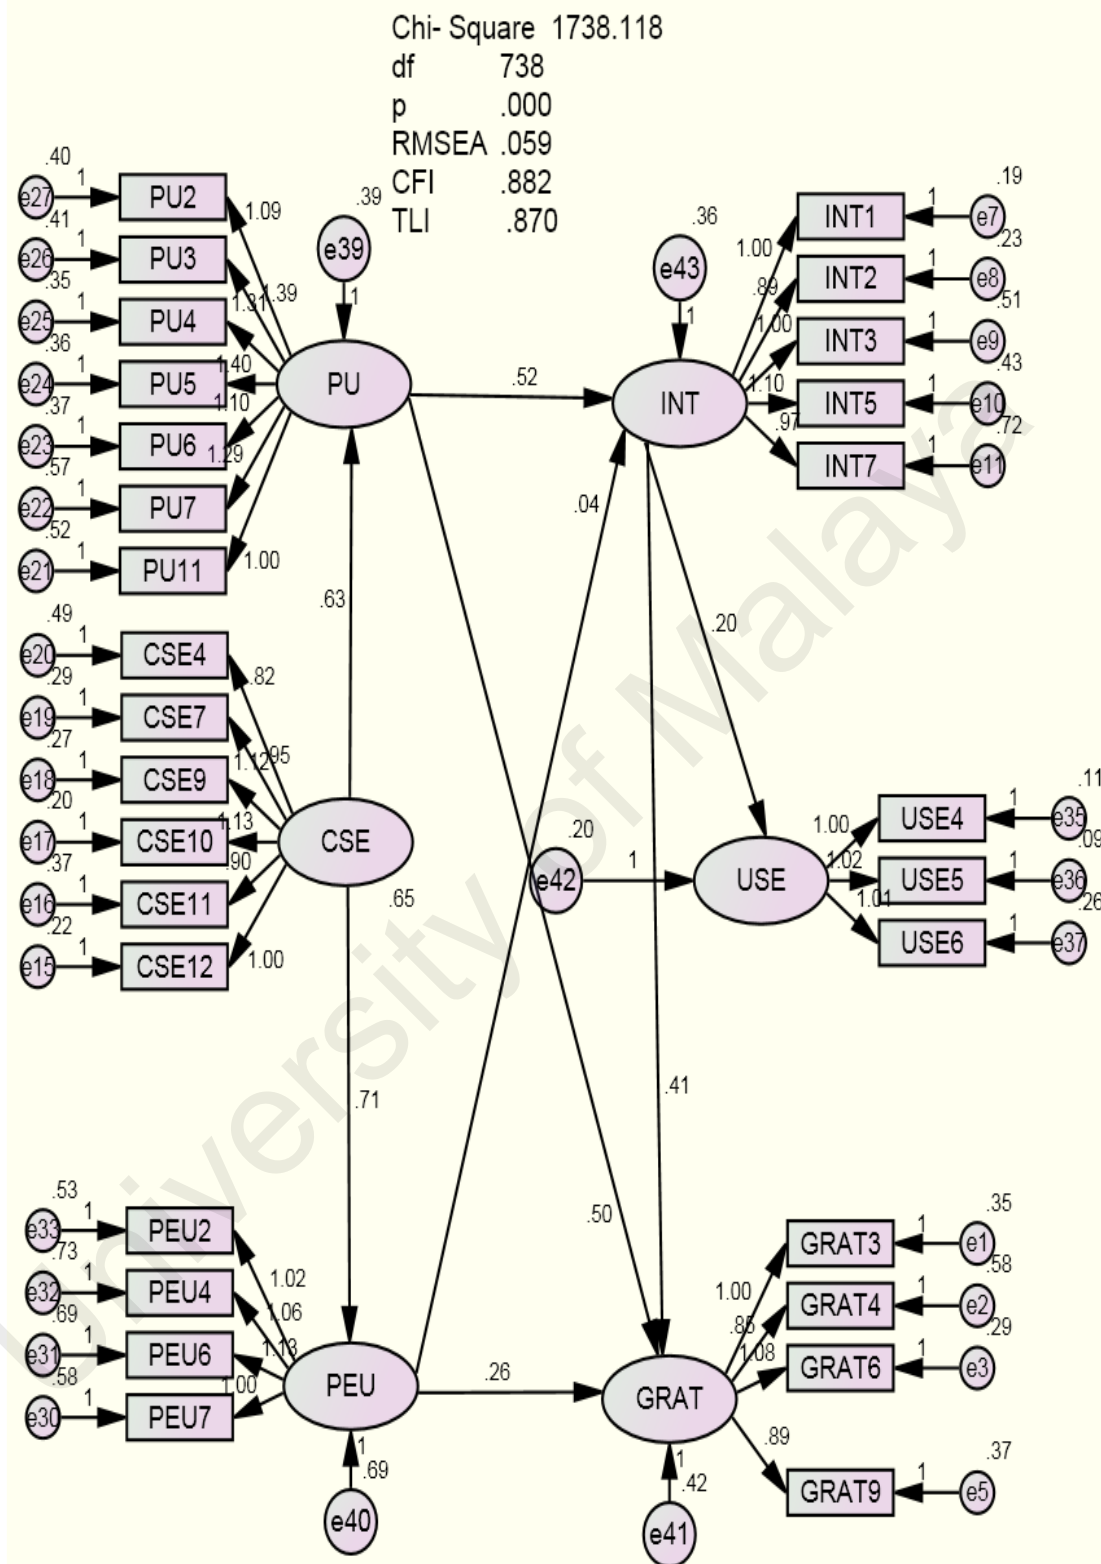 Chi- Square 1738.118
df 738
p .000
RMSEA .059
CFI .882
TLI .870
.40
e27 1 PU2 1.09
.41
e26 1 PU3 1.39
.35
e25 1 PU4 1.31
.36
e24 1 PU5 1.40
.37
e23 1 PU6 1.10
.57
e22 1 PU7 1.29
.52
e21 1 PU11 1.00
.39
e39
1
PU
.52
.63
.49
e20 1 CSE4 .82
.29
e19 1 CSE7 .95
.27
e18 1 CSE9 1.12
.20
e17 1 CSE10 1.13
.37
e16 1 CSE11 .90
.22
e15 1 CSE12 1.00
CSE
.65
.71
.53
e33 1 PEU2 1.02
.73
e32 1 PEU4 1.06
.69
e31 1 PEU6 1.13
.58
e30 1 PEU7 1.00
PEU
1
.69
e40
.26
.36
e43
1
INT
.04
.19
1.00 INT1 1 e7
.23
.89 INT2 1 e8
.51
1.00 INT3 1 e9
.43
1.10 INT5 1 e10
.72
.97 INT7 1 e11
.20
.20
e42 1 USE
.11
1.00 USE4 1 e35
.09
1.02 USE5 1 e36
.26
1.01 USE6 1 e37
.41
.50
GRAT
1
.42
e41
.35
1.00 GRAT3 1 e1
.58
.85 GRAT4 1 e2
.29
1.08 GRAT6 1 e3
.37
.89 GRAT9 1 e5
University of Malaya